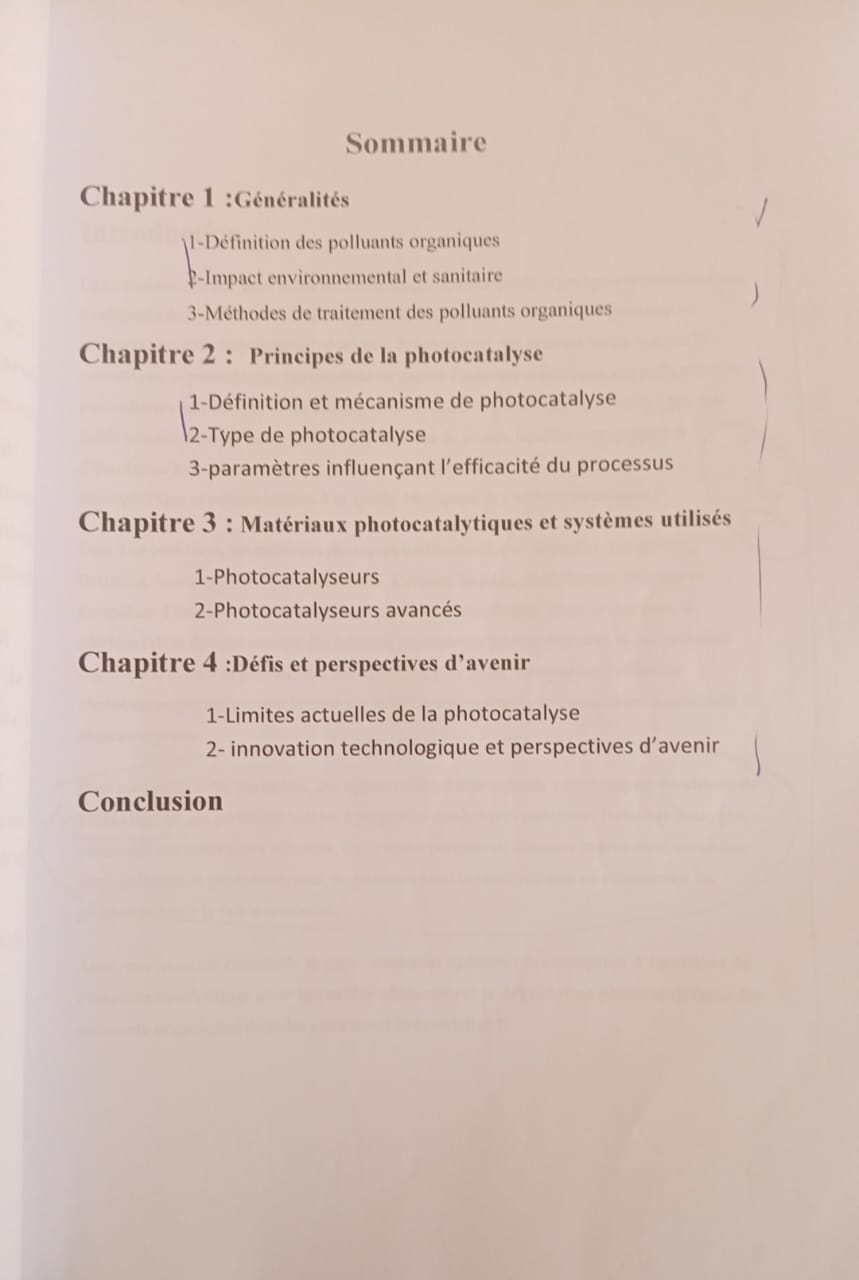 Sommaire
Chapitre 1 :Généralités
1-Définition des polluants organiques
2-Impact environnemental et sanitaire
3-Méthodes de traitement des polluants organiques
Chapitre 2 : Principes de la photocatalyse
1-Définition et mécanisme de photocatalyse
2-Type de photocatalyse
3-paramètres influençant l'efficacité du processus
Chapitre 3 : Matériaux photocatalytiques et systèmes utilisés
1-Photocatalyseurs
2-Photocatalyseurs avancés
Chapitre 4 :Défis et perspectives d'avenir
1-Limites actuelles de la photocatalyse
2- innovation technologique et perspectives d'avenir
Conclusion